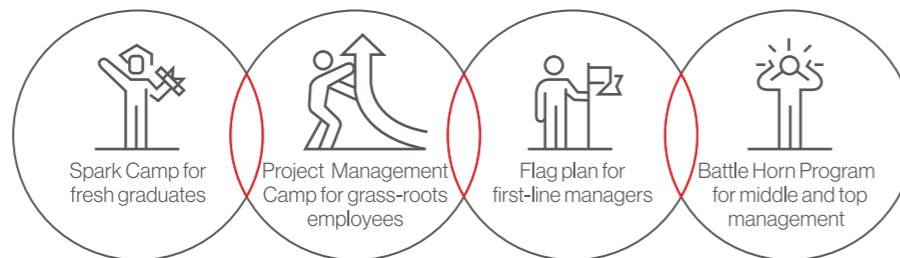 Spark Camp for
fresh graduates
Project Management
Camp for grass-roots
employees
Flag plan for
first-line managers
Battle Horn Program
for middle and top
management